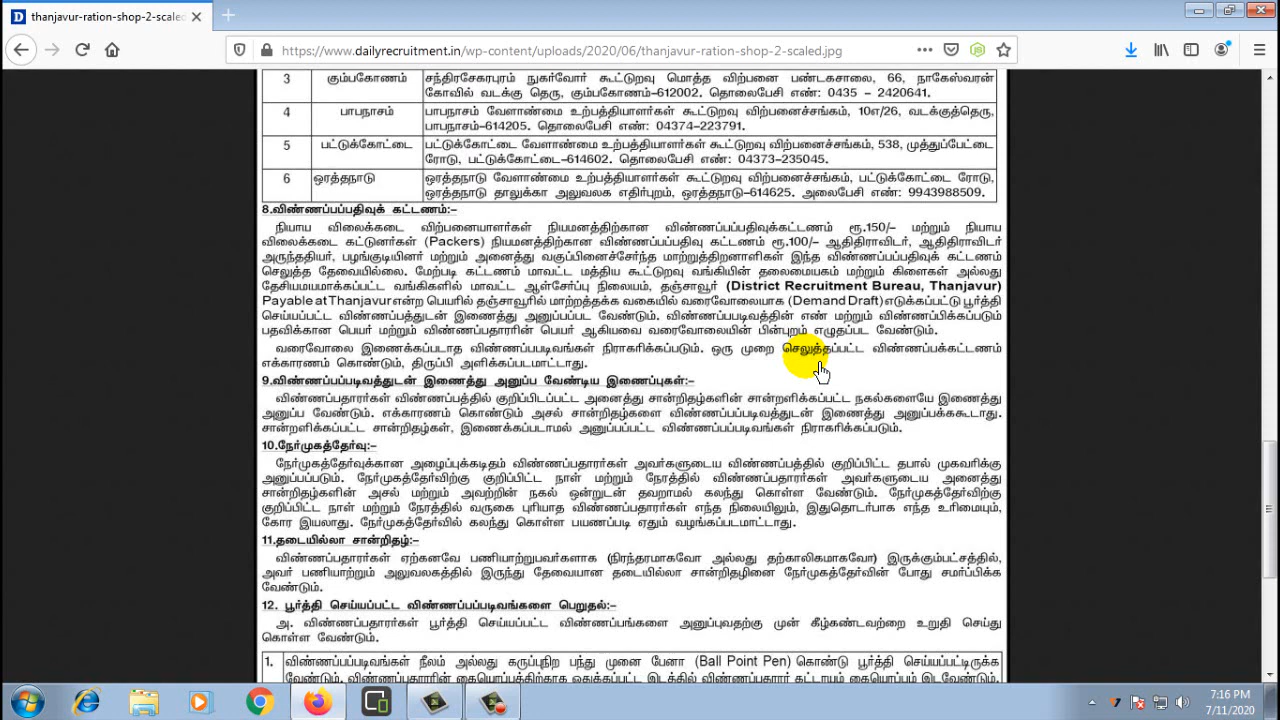 thanjavur-ration-shop-2-scaled
https://www.dailyrecruitment.in/wp-content/uploads/2020/06/thanjavur-ration-shop-2-scaled.jpg
3 கும்பகோணம் சந்திரசேகரபுரம் நுகர்வோர் கூட்டுறவு மொத்த விற்பனை பண்டகசாலை, 66, நாகேஸ்வரன்
கோவில் வடக்கு தெரு, கும்பகோணம்-612002. தொலைபேசி எண்: 0435 - 2420641.
4 பாபநாசம் பாபநாசம் வேளாண்மை உற்பத்தியாளர்கள் கூட்டுறவு விற்பனைச்சங்கம், 10எ/26, வடக்குத்தெரு,
பாபநாசம்-614205. தொலைபேசி எண்: 04374-223791.
5 பட்டுக்கோட்டை பட்டுக்கோட்டை வேளாண்மை உற்பத்தியாளர்கள் கூட்டுறவு விற்பனைச்சங்கம், 538, முத்துப்பேட்டை
ரோடு, பட்டுக்கோட்டை-614602. தொலைபேசி எண்: 04373-235045.
6 ஒரத்தநாடு ஒரத்தநாடு வேளாண்மை உற்பத்தியாளர்கள் கூட்டுறவு விற்பனைச்சங்கம், பட்டுக்கோட்டை ரோடு,
ஒரத்தநாடு தாலுக்கா அலுவலக எதிர்புறம், ஒரத்தநாடு-614625. அலைபேசி எண்: 9943988509.
8.விண்ணப்பப்பதிவுக் கட்டணம்:-
நியாய விலைக்கடை விற்பனையாளர்கள் நியமனத்திற்கான விண்ணப்பப்பதிவுக்கட்டணம் ரூ.150/- மற்றும் நியாய
விலைக்கடை கட்டுனர்கள் (Packers) நியமனத்திற்கான விண்ணப்பப்பதிவு கட்டணம் ரூ.100/- ஆதிதிராவிடர், ஆதிதிராவிடர்
அருந்ததியர், பழங்குடியினர் மற்றும் அனைத்து வகுப்பினைச்சேர்ந்த மாற்றுத்திறனாளிகள் இந்த விண்ணப்பப்பதிவுக் கட்டணம்
செலுத்த தேவையில்லை. மேற்படி கட்டணம் மாவட்ட மத்திய கூட்டுறவு வங்கியின் தலைமையகம் மற்றும் கிளைகள் அல்லது
தேசியமயமாக்கப்பட்ட வங்கிகளில் மாவட்ட ஆள்சேர்ப்பு நிலையம், தஞ்சாவூர் (District Recruitment Bureau, Thanjavur)
Payable at Thanjavur என்ற பெயரில் தஞ்சாவூரில் மாற்றத்தக்க வகையில் வரைவோலையாக (Demand Draft) எடுக்கப்பட்டு பூர்த்தி
செய்யப்பட்ட விண்ணப்பத்துடன் இணைத்து அனுப்பப்பட வேண்டும். விண்ணப்படிவத்தின் எண் மற்றும் விண்ணப்பிக்கப்படும்
பதவிக்கான பெயர் மற்றும் விண்ணப்பதாரரின் பெயர் ஆகியவை வரைவோலையின் பின்புறம் எழுதப்பட வேண்டும்.
வரைவோலை இணைக்கப்படாத விண்ணப்பபடிவங்கள் நிராகரிக்கப்படும். ஒரு முறை செலுத்தப்பட்ட விண்ணப்பக்கட்டணம்
எக்காரணம் கொண்டும், திருப்பி அளிக்கப்படமாட்டாது.
9.விண்ணப்பப்படிவத்துடன் இணைத்து அனுப்ப வேண்டிய இணைப்புகள்:-
விண்ணப்பதாரர்கள் விண்ணப்பத்தில் குறிப்பிடப்பட்ட அனைத்து சான்றிதழ்களின் சான்றளிக்கப்பட்ட நகல்களையே இணைத்து
அனுப்ப வேண்டும். எக்காரணம் கொண்டும் அசல் சான்றிதழ்களை விண்ணப்பப்படிவத்துடன் இணைத்து அனுப்பக்கூடாது.
சான்றளிக்கப்பட்ட சான்றிதழ்கள், இணைக்கப்படாமல் அனுப்பப்பட்ட விண்ணப்பபடிவங்கள் நிராகரிக்கப்படும்.
10.நேர்முகத்தேர்வு:-
நேர்முகத்தேர்வுக்கான அழைப்புக்கடிதம் விண்ணப்பதாரர்கள் அவர்களுடைய விண்ணப்பத்தில் குறிப்பிட்ட தபால் முகவரிக்கு
அனுப்பப்படும். நேர்முகத்தேர்விற்கு குறிப்பிட்ட நாள் மற்றும் நேரத்தில் விண்ணப்பதாரர்கள் அவர்களுடைய அனைத்து
சான்றிதழ்களின் அசல் மற்றும் அவற்றின் நகல் ஒன்றுடன் தவறாமல் கலந்து கொள்ள வேண்டும். நேர்முகத்தேர்விற்கு
குறிப்பிட்ட நாள் மற்றும் நேரத்தில் வருகை புரியாத விண்ணப்பதாரர்கள் எந்த நிலையிலும், இதுதொடர்பாக எந்த உரிமையும்,
கோர இயலாது. நேர்முகத்தேர்வில் கலந்து கொள்ள பயணப்படி ஏதும் வழங்கப்படமாட்டாது.
11.தடையில்லா சான்றிதழ்:-
விண்ணப்பதாரர்கள் ஏற்கனவே பணியாற்றுபவர்களாக (நிரந்தரமாகவோ அல்லது தற்காலிகமாகவோ) இருக்கும்பட்சத்தில்,
அவர் பணியாற்றும் அலுவலகத்தில் இருந்து தேவையான தடையில்லா சான்றிதழினை நேர்முகத்தேர்வின் போது சமர்ப்பிக்க
வேண்டும்.
12. பூர்த்தி செய்யப்பட்ட விண்ணப்பப்படிவங்களை பெறுதல்:-
அ. விண்ணப்பதாரர்கள் பூர்த்தி செய்யப்பட்ட விண்ணப்பங்களை அனுப்புவதற்கு முன் கீழ்கண்டவற்றை உறுதி செய்து
கொள்ள வேண்டும்.
1. விண்ணப்பப்படிவங்கள் நீலம் அல்லது கருப்புநிற பந்து முனை பேனா (Ball Point Pen) கொண்டு பூர்த்தி செய்யப்பட்டிருக்க
வேண்டும். விண்ணப்பதாரரின் கையொப்பத்திற்காக ஒதுக்கப்பட்ட இடத்தில் விண்ணப்பதாரர் கட்டாயம் கையொப்பம் இடவேண்டும்.
7:16 PM
7/11/2020